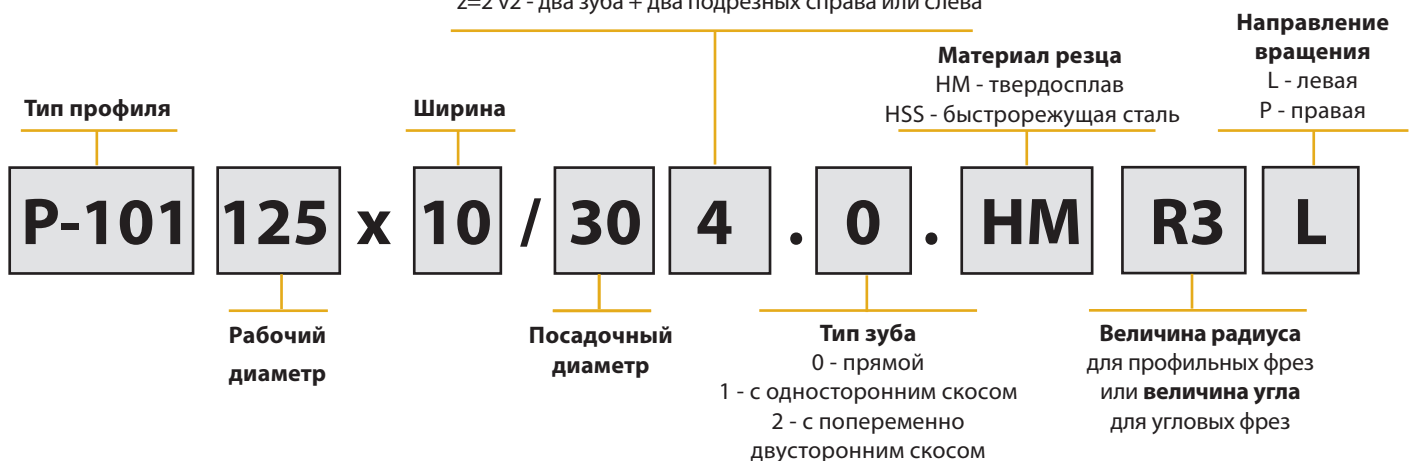 z=2 v2 - два зуба + два подрезных справа или слева
Направление
вращения
L - левая
P - правая
Материал резца
HM - твердосплав
HSS - быстрорежущая сталь
Тип профиля
Ширина
P-101 125 x 10 / 30 4 . 0 . HM R3 L
Рабочий
диаметр
Посадочный
диаметр
Тип зуба
0 - прямой
1 - с односторонним скосом
2 - с попеременно
двусторонним скосом
Величина радиуса
для профильных фрез
или величина угла
для угловых фрез